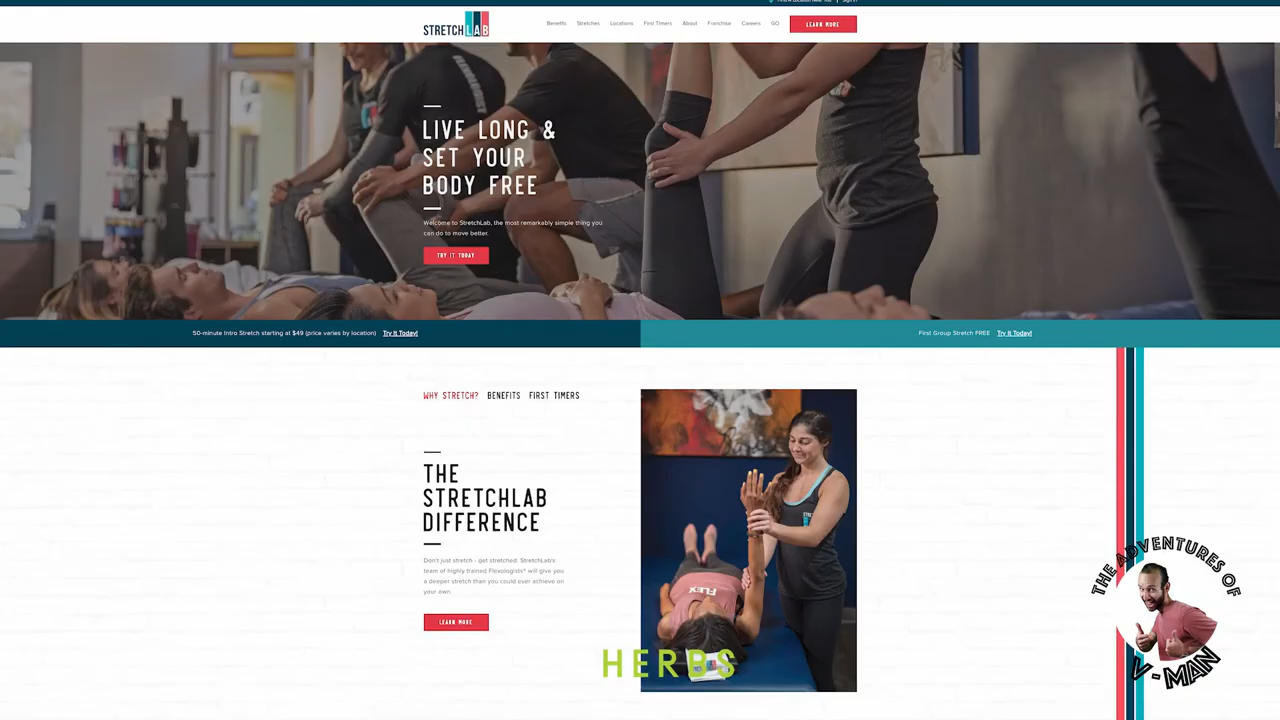 STRETCH LAB
Benefits Stretches Locations First Timers About Franchise Careers GO LEARN MORE
LIVE LONG &
SET YOUR
BODY FREE
Welcome to StretchLab, the most remarkably simple thing you
can do to move better.
TRY IT TODAY
50-minute Intro Stretch starting at $49 (price varies by location) Try It Today!
First Group Stretch FREE Try It Today!
WHY STRETCH? BENEFITS FIRST TIMERS
THE
STRETCHLAB
DIFFERENCE
Don't just stretch - get stretched. StretchLab's
team of highly trained Flexologists® will give you
a deeper stretch than you could ever achieve on
your own.
LEARN MORE
FLEX
HERBS
THE ADVENTURES OF
V-MAN